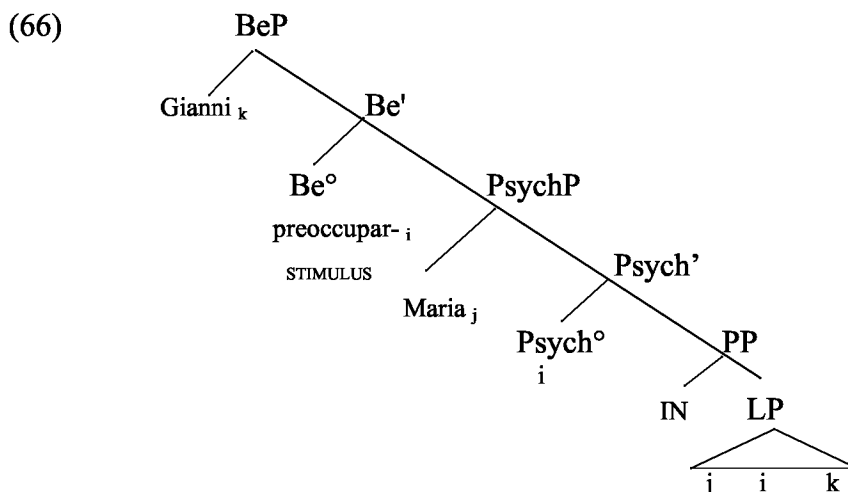 (66)
BeP
Gianni k
Be'
Be°
PsychP
preoccupar- i
STIMULUS
Psych’
Maria j
Psych°
PP
i
IN
LP
j i k